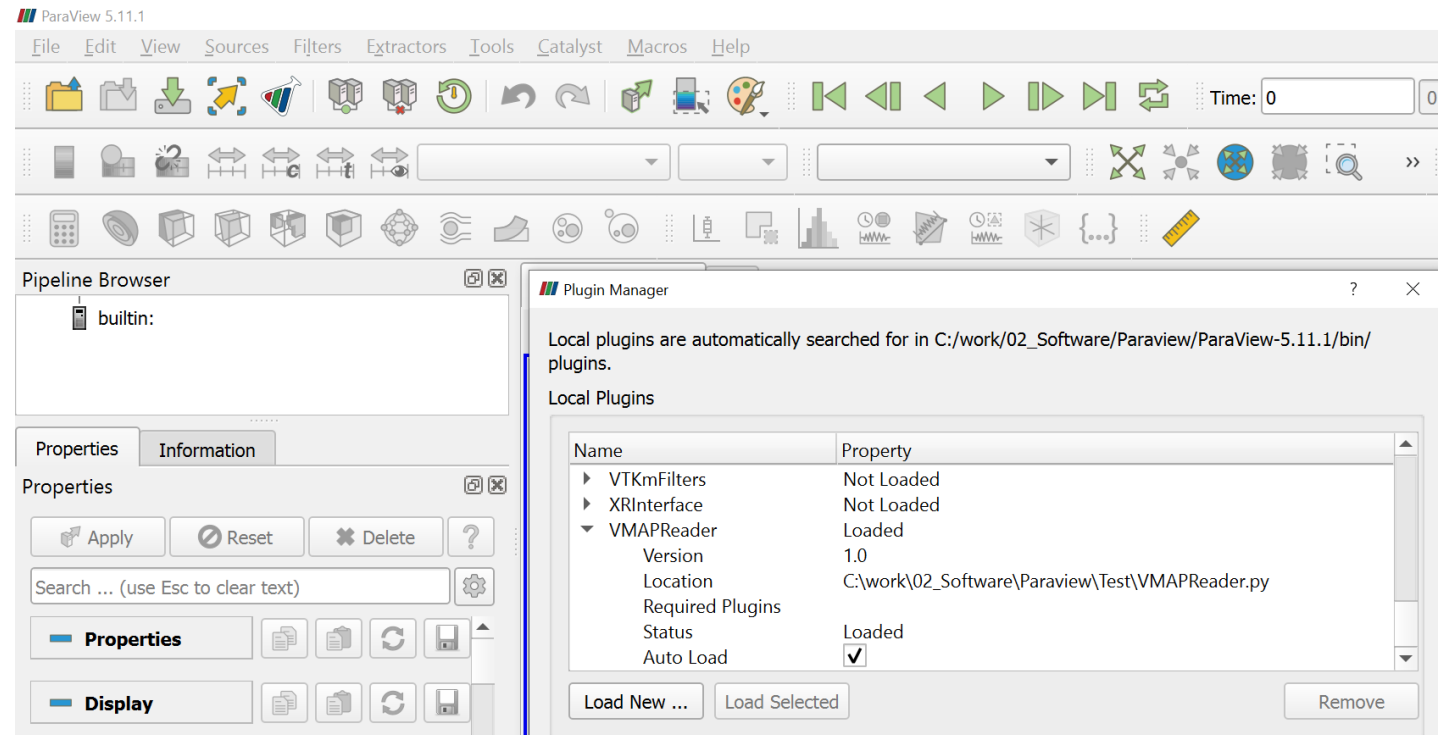 ParaView 5.11.1
File Edit View Sources Filters Extractors Tools Catalyst Macros Help
Time: 0 0
c t
»
{...}
Pipeline Browser
builtin:
Properties Information
Properties
Apply Reset Delete ?
Search ... (use Esc to clear text)
Properties
Display
Plugin Manager ?
Local plugins are automatically searched for in C:/work/02_Software/Paraview/ParaView-5.11.1/bin/
plugins.
Local Plugins
Name Property
VTKmFilters Not Loaded
XRInterface Not Loaded
VMAPReader Loaded
Version 1.0
Location C:\work\02_Software\Paraview\Test\VMAPReader.py
Required Plugins
Status Loaded
Auto Load
Load New ... Load Selected Remove